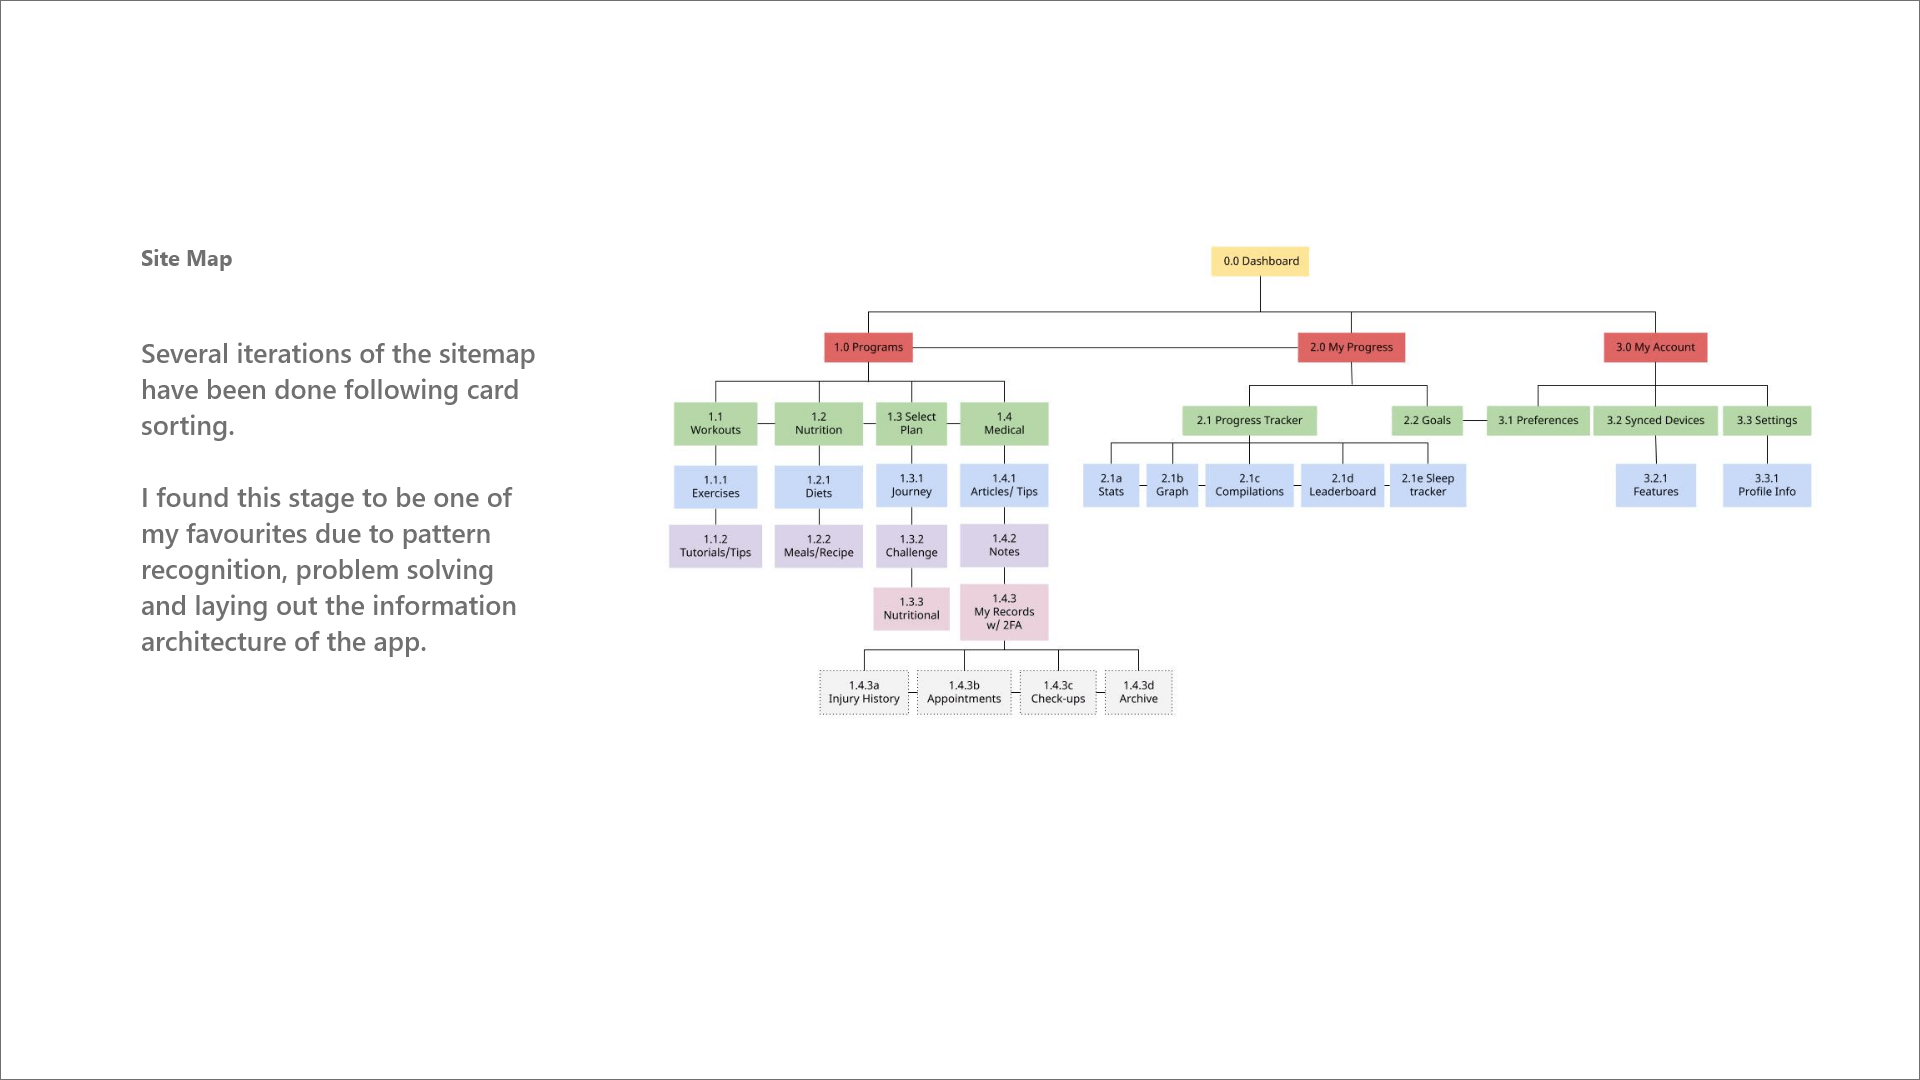 Site Map
Several iterations of the sitemap
have been done following card
sorting.
I found this stage to be one of
my favourites due to pattern
recognition, problem solving
and laying out the information
architecture of the app.
0.0 Dashboard
1.0 Programs
2.0 My Progress
3.0 My Account
1.1
Workouts
1.2
Nutrition
1.3 Select
Plan
1.4
Medical
2.1 Progress Tracker
2.2 Goals
3.1 Preferences
3.2 Synced Devices
3.3 Settings
1.1.1
Exercises
1.2.1
Diets
1.3.1
Journey
1.4.1
Articles/ Tips
2.1a
Stats
2.1b
Graph
2.1c
Compilations
2.1d
Leaderboard
2.1e Sleep
tracker
3.2.1
Features
3.3.1
Profile Info
1.1.2
Tutorials/Tips
1.2.2
Meals/Recipe
1.3.2
Challenge
1.4.2
Notes
1.3.3
Nutritional
1.4.3
My Records
w/ 2FA
1.4.3a
Injury History
1.4.3b
Appointments
1.4.3c
Check-ups
1.4.3d
Archive